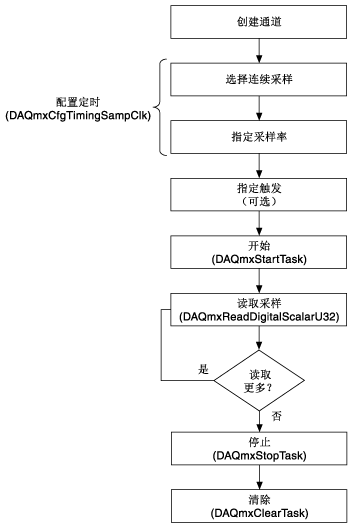 创建通道
选择连续采样
配置定时
(DAQmxCfgTimingSampClk)
指定采样率
指定触发
（可选）
开始
(DAQmxStartTask)
读取采样
(DAQmxReadDigitalScalarU32)
是
读取
更多?
否
停止
(DAQmxStopTask)
清除
(DAQmxClearTask)